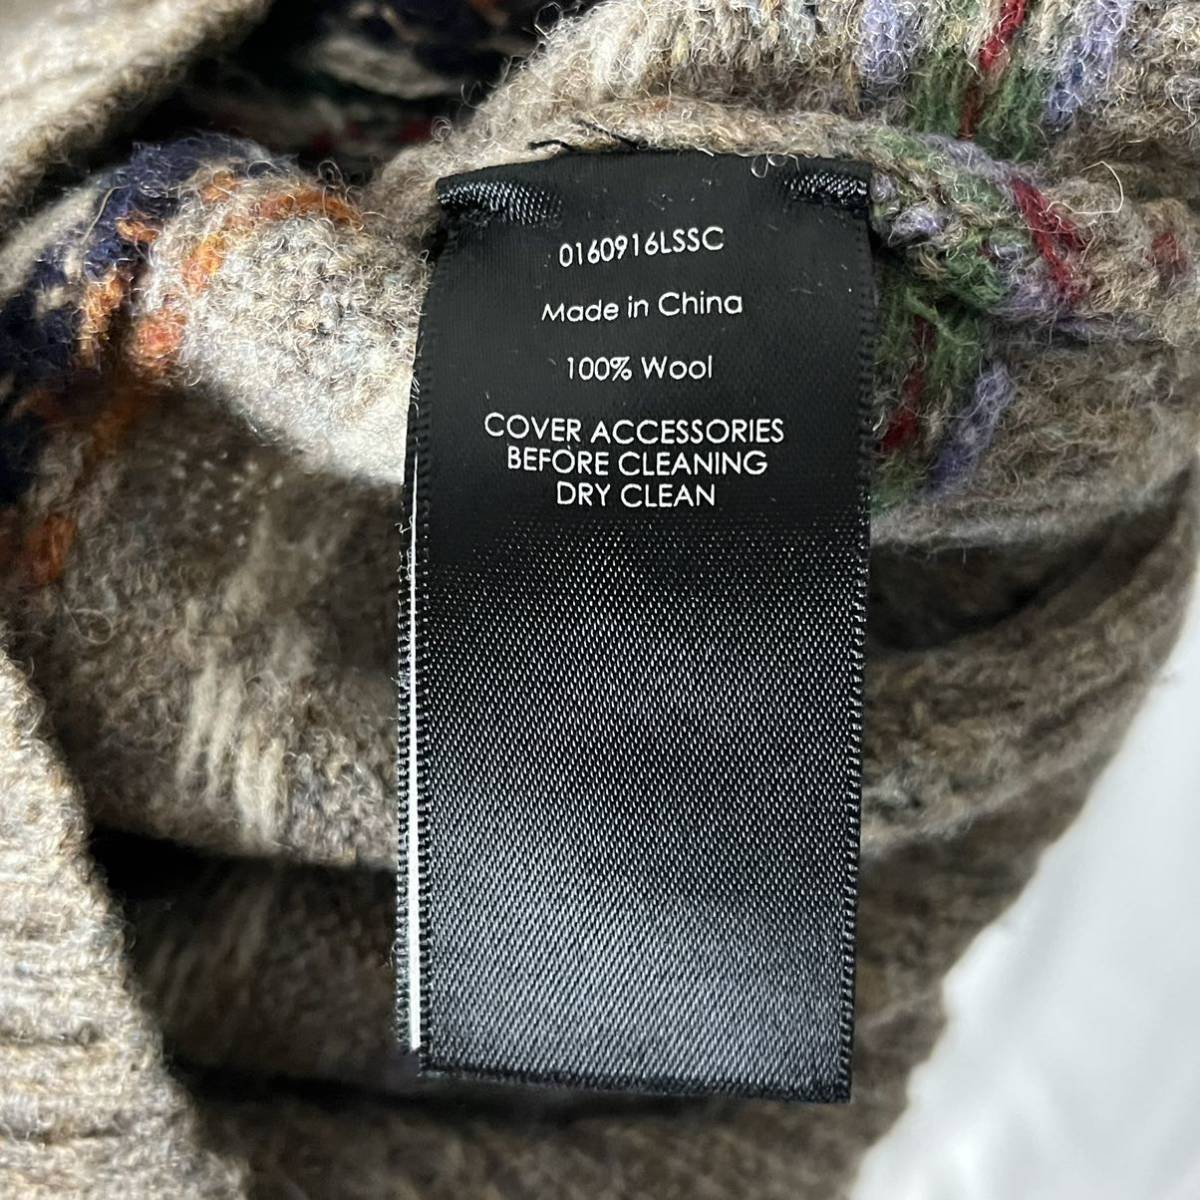 0160916LSSC
Made in China
100% Wool
COVER ACCESSORIES
BEFORE CLEANING
DRY CLEAN